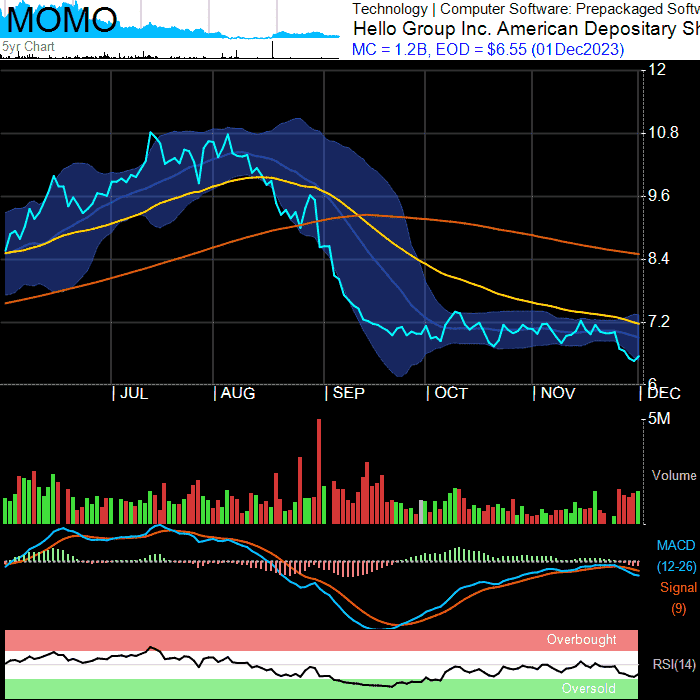 MOMO
Technology | Computer Software: Prepackaged Softw
Hello Group Inc. American Depositary Sh
5yr Chart
MC = 1.2B, EOD = $6.55 (01Dec2023)
12
10.8
9.6
8.4
7.2
6
JUL
AUG
SEP
OCT
NOV
DEC
5M
Volume
MACD
(12-26)
Signal
(9)
Overbought
RSI(14)
Oversold